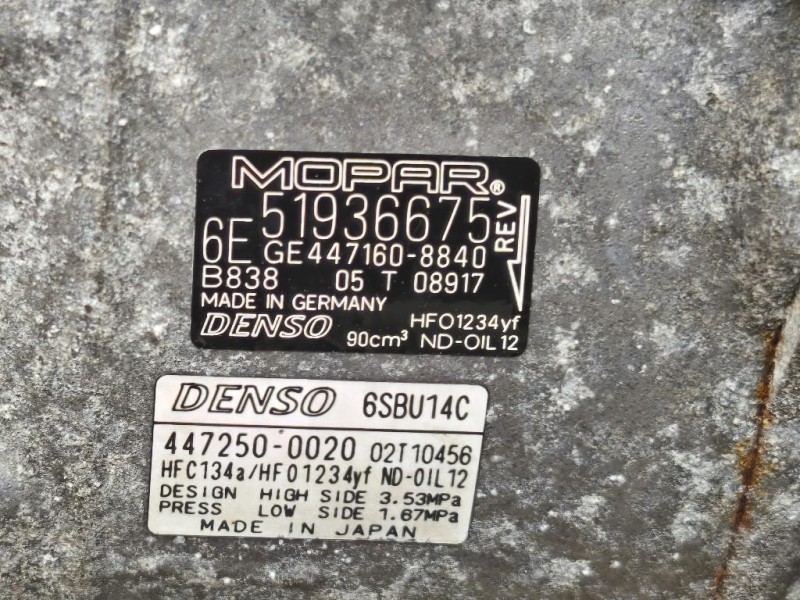 MOPAR®
51936675
6E GE447160-8840
REV
B838 05 T 08917
MADE IN GERMANY
DENSO HFO1234yf
90cm³ ND-OIL12
DENSO 6SBU14C
447250-0020 02T10456
HFC134a/HFO1234yf ND-OIL12
DESIGN HIGH SIDE 3.53MPa
PRESS LOW SIDE 1.67MPa
MADE IN JAPAN